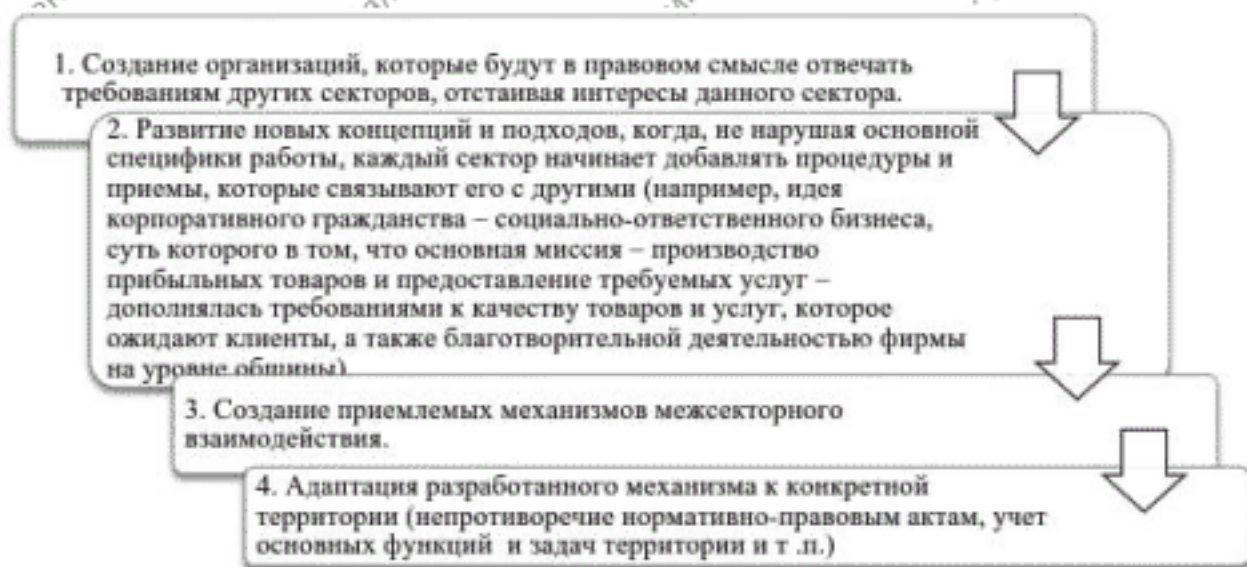 1. Создание организаций, которые будут в правовом смысле отвечать
требованиям других секторов, отстаивая интересы данного сектора.
2. Развитие новых концепций и подходов, когда, не нарушая основной
специфики работы, каждый сектор начинает добавлять процедуры и
приемы, которые связывают его с другими (например, идея
корпоративного гражданства – социально-ответственного бизнеса,
суть которого в том, что основная миссия – производство
прибыльных товаров и предоставление требуемых услуг –
дополнялась требованиями к качеству товаров и услуг, которое
ожидают клиенты, а также благотворительной деятельностью фирмы
на уровне общины)
3. Создание приемлемых механизмов межсекторного
взаимодействия.
4. Адаптация разработанного механизма к конкретной
территории (непротиворечие нормативно-правовым актам, учет
основных функций и задач территории и т .п.)